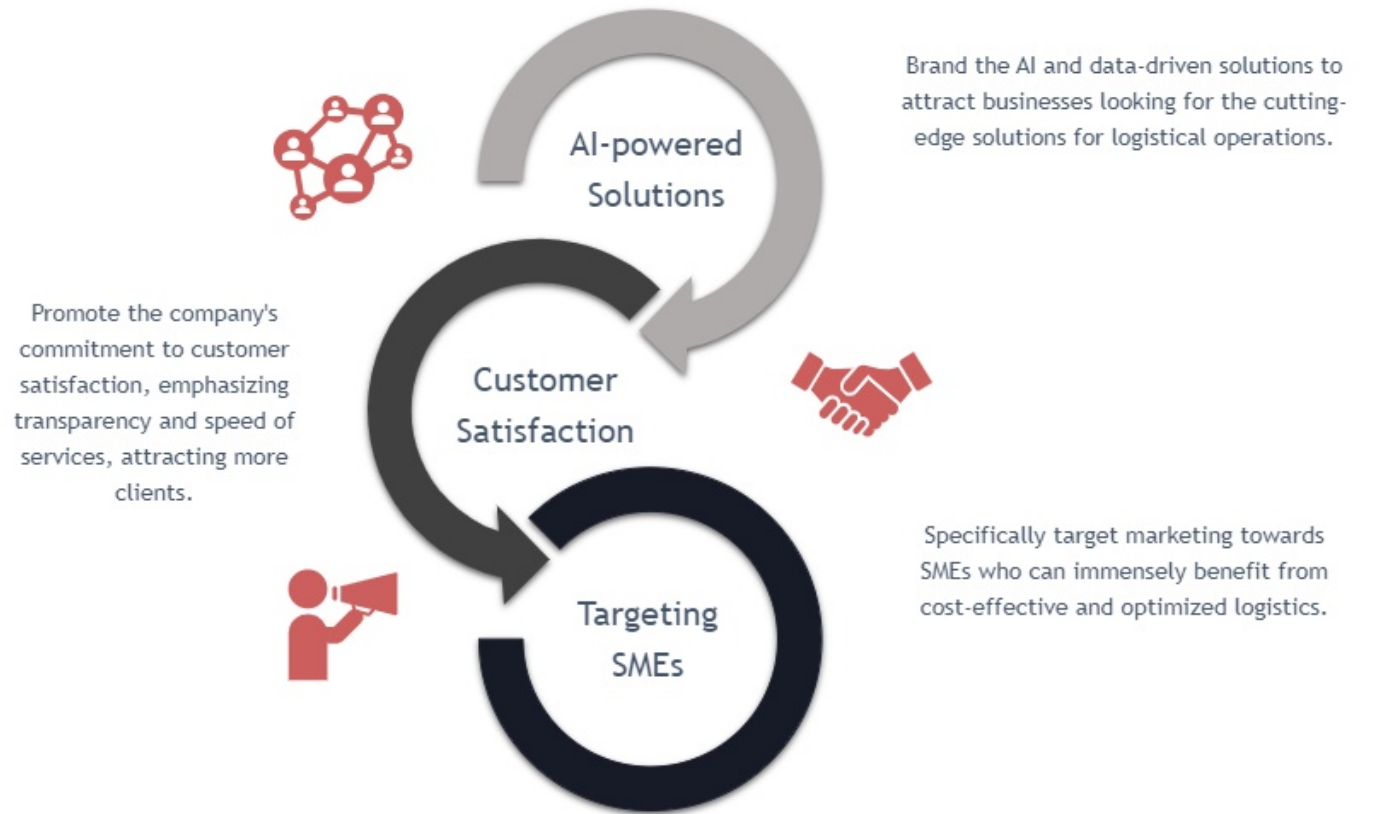 Brand the AI and data-driven solutions to
attract businesses looking for the cutting-
edge solutions for logistical operations.
AI-powered
Solutions
Promote the company's
commitment to customer
satisfaction, emphasizing
transparency and speed of
services, attracting more
clients.
Customer
Satisfaction
Specifically target marketing towards
SMEs who can immensely benefit from
cost-effective and optimized logistics.
Targeting
SMEs